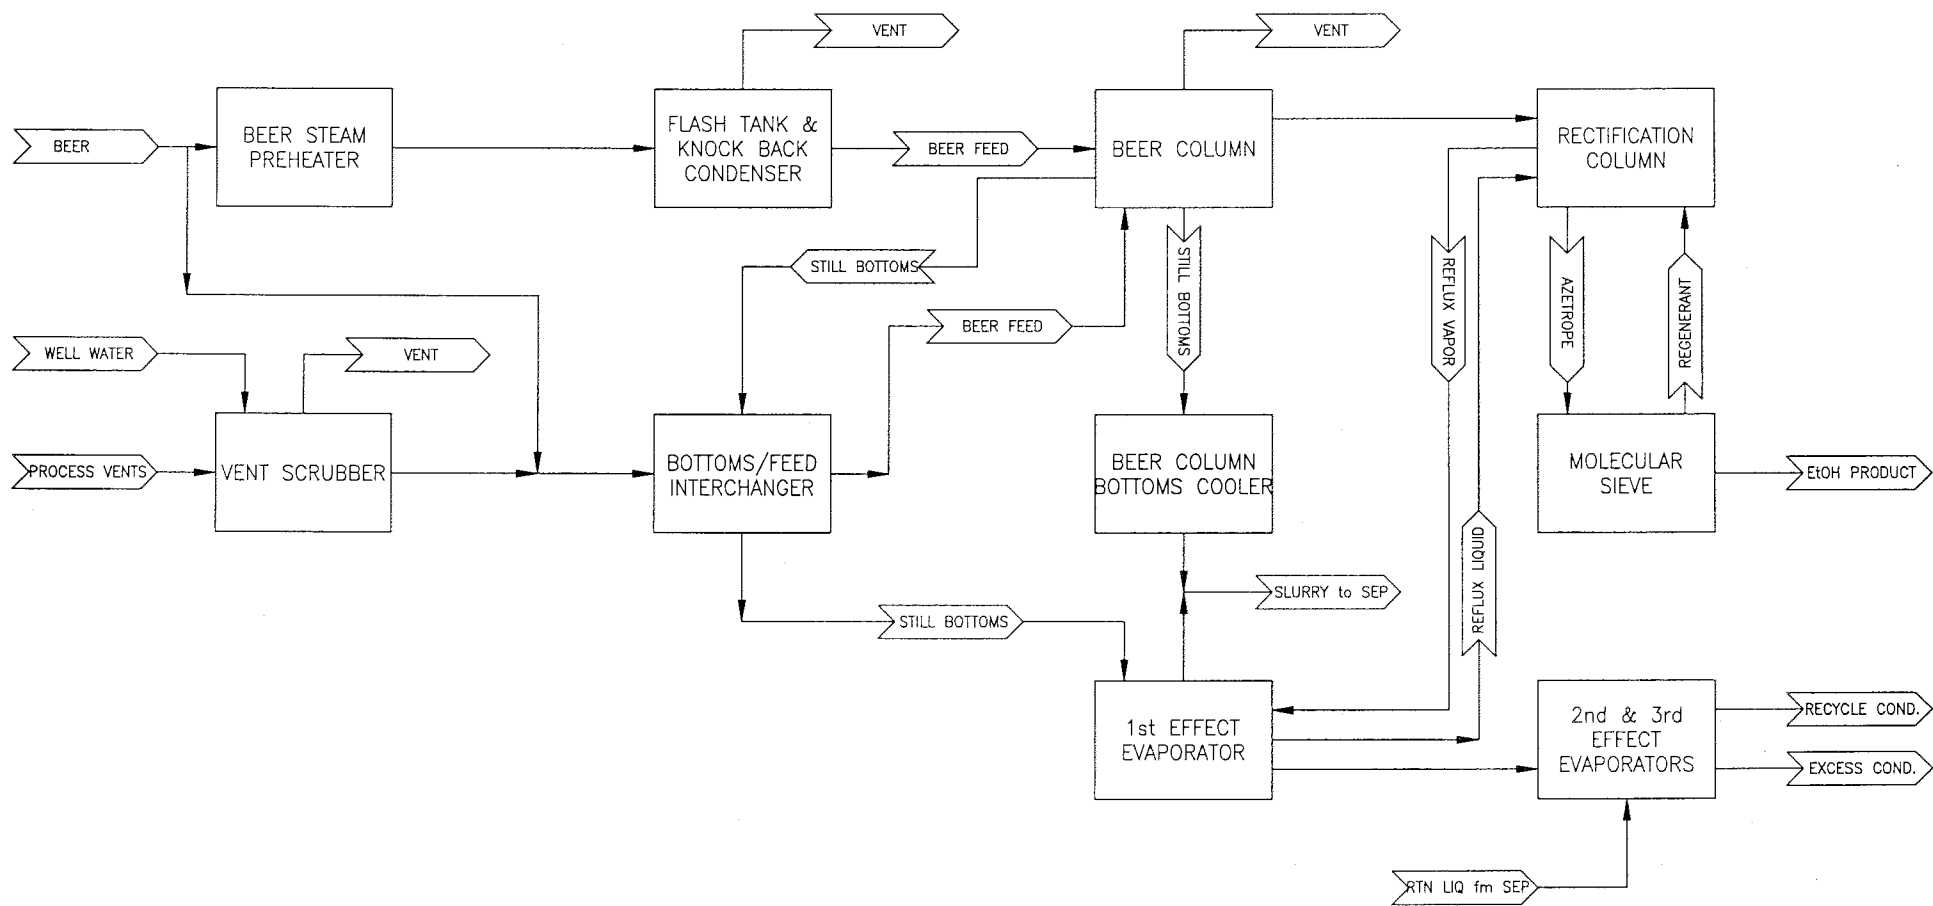 VENT
VENT
BEER
BEER STEAM
PREHEATER
FLASH TANK &
KNOCK BACK
CONDENSER
BEER FEED
BEER COLUMN
RECTIFICATION
COLUMN
STILL BOTTOMS
BEER FEED
STILL BOTTOMS
REFLUX VAPOR
AZETROPE
REGENERANT
WELL WATER
VENT
PROCESS VENTS
VENT SCRUBBER
BOTTOMS/FEED
INTERCHANGER
BEER COLUMN
BOTTOMS COOLER
MOLECULAR
SIEVE
EtOH PRODUCT
REFLUX LIQUID
SLURRY to SEP
STILL BOTTOMS
1st EFFECT
EVAPORATOR
2nd & 3rd
EFFECT
EVAPORATORS
RECYCLE COND.
EXCESS COND.
RTN LIQ fm SEP